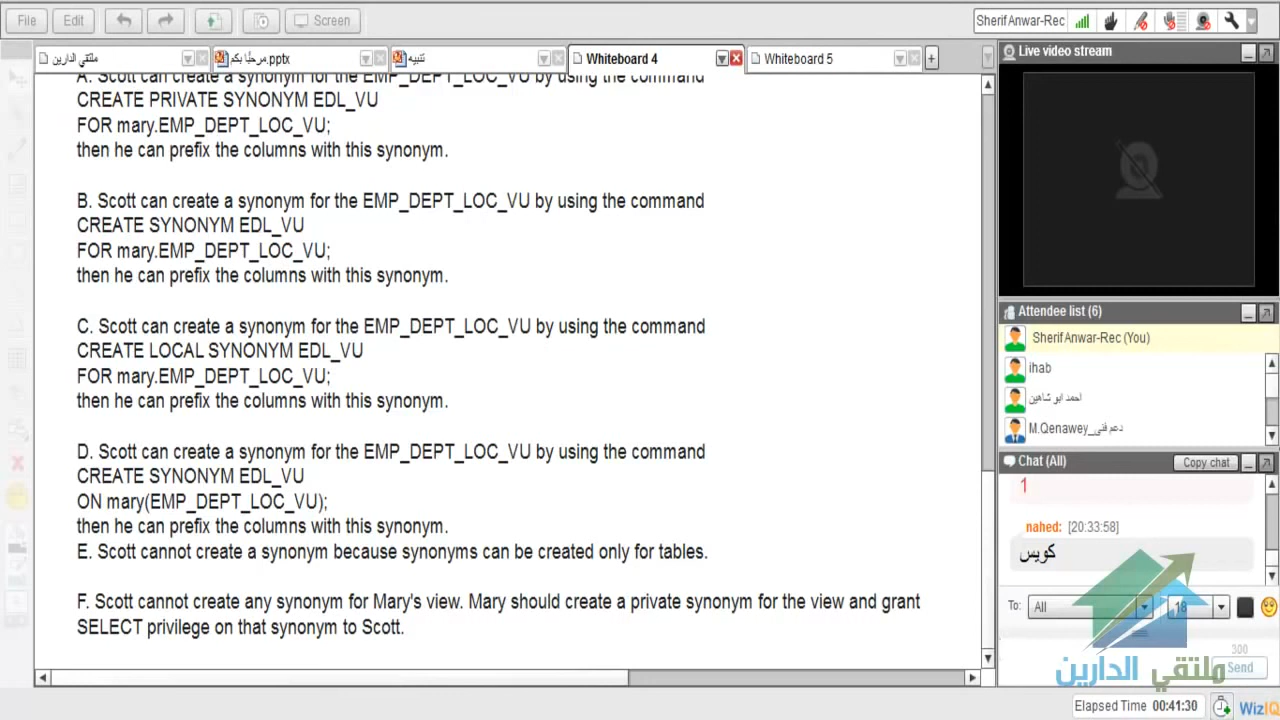 File Edit Screen SherifAnwar-Rec
ملتقي الدارين مرحبًا بكم.pptx تنبيه Whiteboard 4 Whiteboard 5
Live video stream
A. Scott can create a synonym for the EMP_DEPT_LOC_VU by using the command
CREATE PRIVATE SYNONYM EDL_VU
FOR mary.EMP_DEPT_LOC_VU;
then he can prefix the columns with this synonym.
B. Scott can create a synonym for the EMP_DEPT_LOC_VU by using the command
CREATE SYNONYM EDL_VU
FOR mary.EMP_DEPT_LOC_VU;
then he can prefix the columns with this synonym.
C. Scott can create a synonym for the EMP_DEPT_LOC_VU by using the command
CREATE LOCAL SYNONYM EDL_VU
FOR mary.EMP_DEPT_LOC_VU;
then he can prefix the columns with this synonym.
D. Scott can create a synonym for the EMP_DEPT_LOC_VU by using the command
CREATE SYNONYM EDL_VU
ON mary(EMP_DEPT_LOC_VU);
then he can prefix the columns with this synonym.
E. Scott cannot create a synonym because synonyms can be created only for tables.
F. Scott cannot create any synonym for Mary's view. Mary should create a private synonym for the view and grant
SELECT privilege on that synonym to Scott.
Attendee list (6)
SherifAnwar-Rec (You)
ihab
احمد ابو شاهين
M.Qenawey_دعم فنى
Chat (All) Copy chat
1
nahed: [20:33:58]
كويس
To: All 18
300
Send
ملتقي الدارين
Elapsed Time 00:41:30 WizIQ